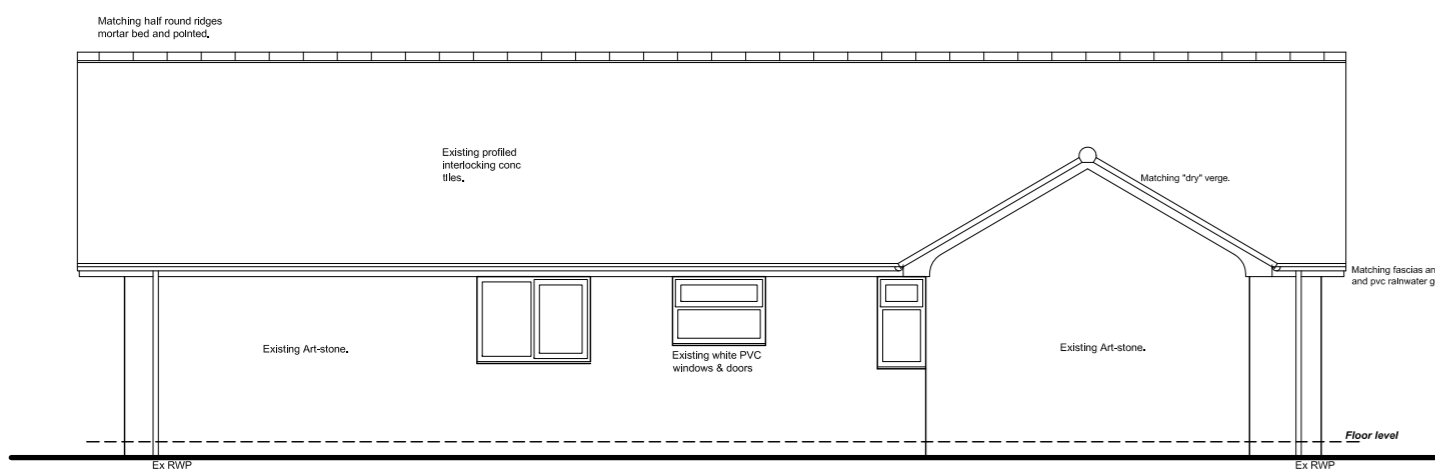 Matching half round ridges
mortar bed and pointed.
Existing profiled
interlocking conc
tiles.
Matching "dry" verge.
Matching fascias an
and pvc rainwater g
Existing Art-stone.
Existing white PVC
windows & doors
Existing Art-stone.
Floor level
Ex RWP
Ex RWP